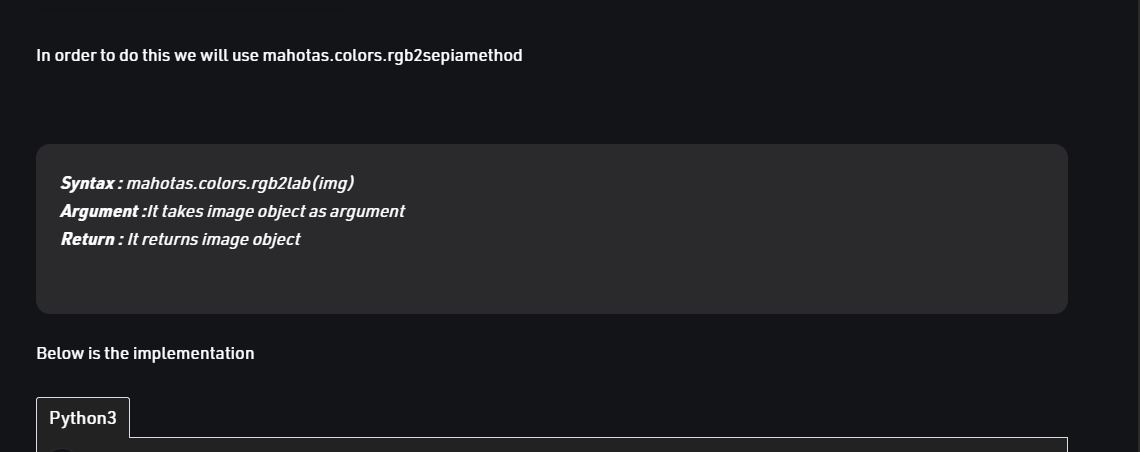 In order to do this we will use mahotas.colors.rgb2sepiamethod
Syntax : mahotas.colors.rgb2lab(img)
Argument :It takes image object as argument
Return : It returns image object
Below is the implementation
Python3